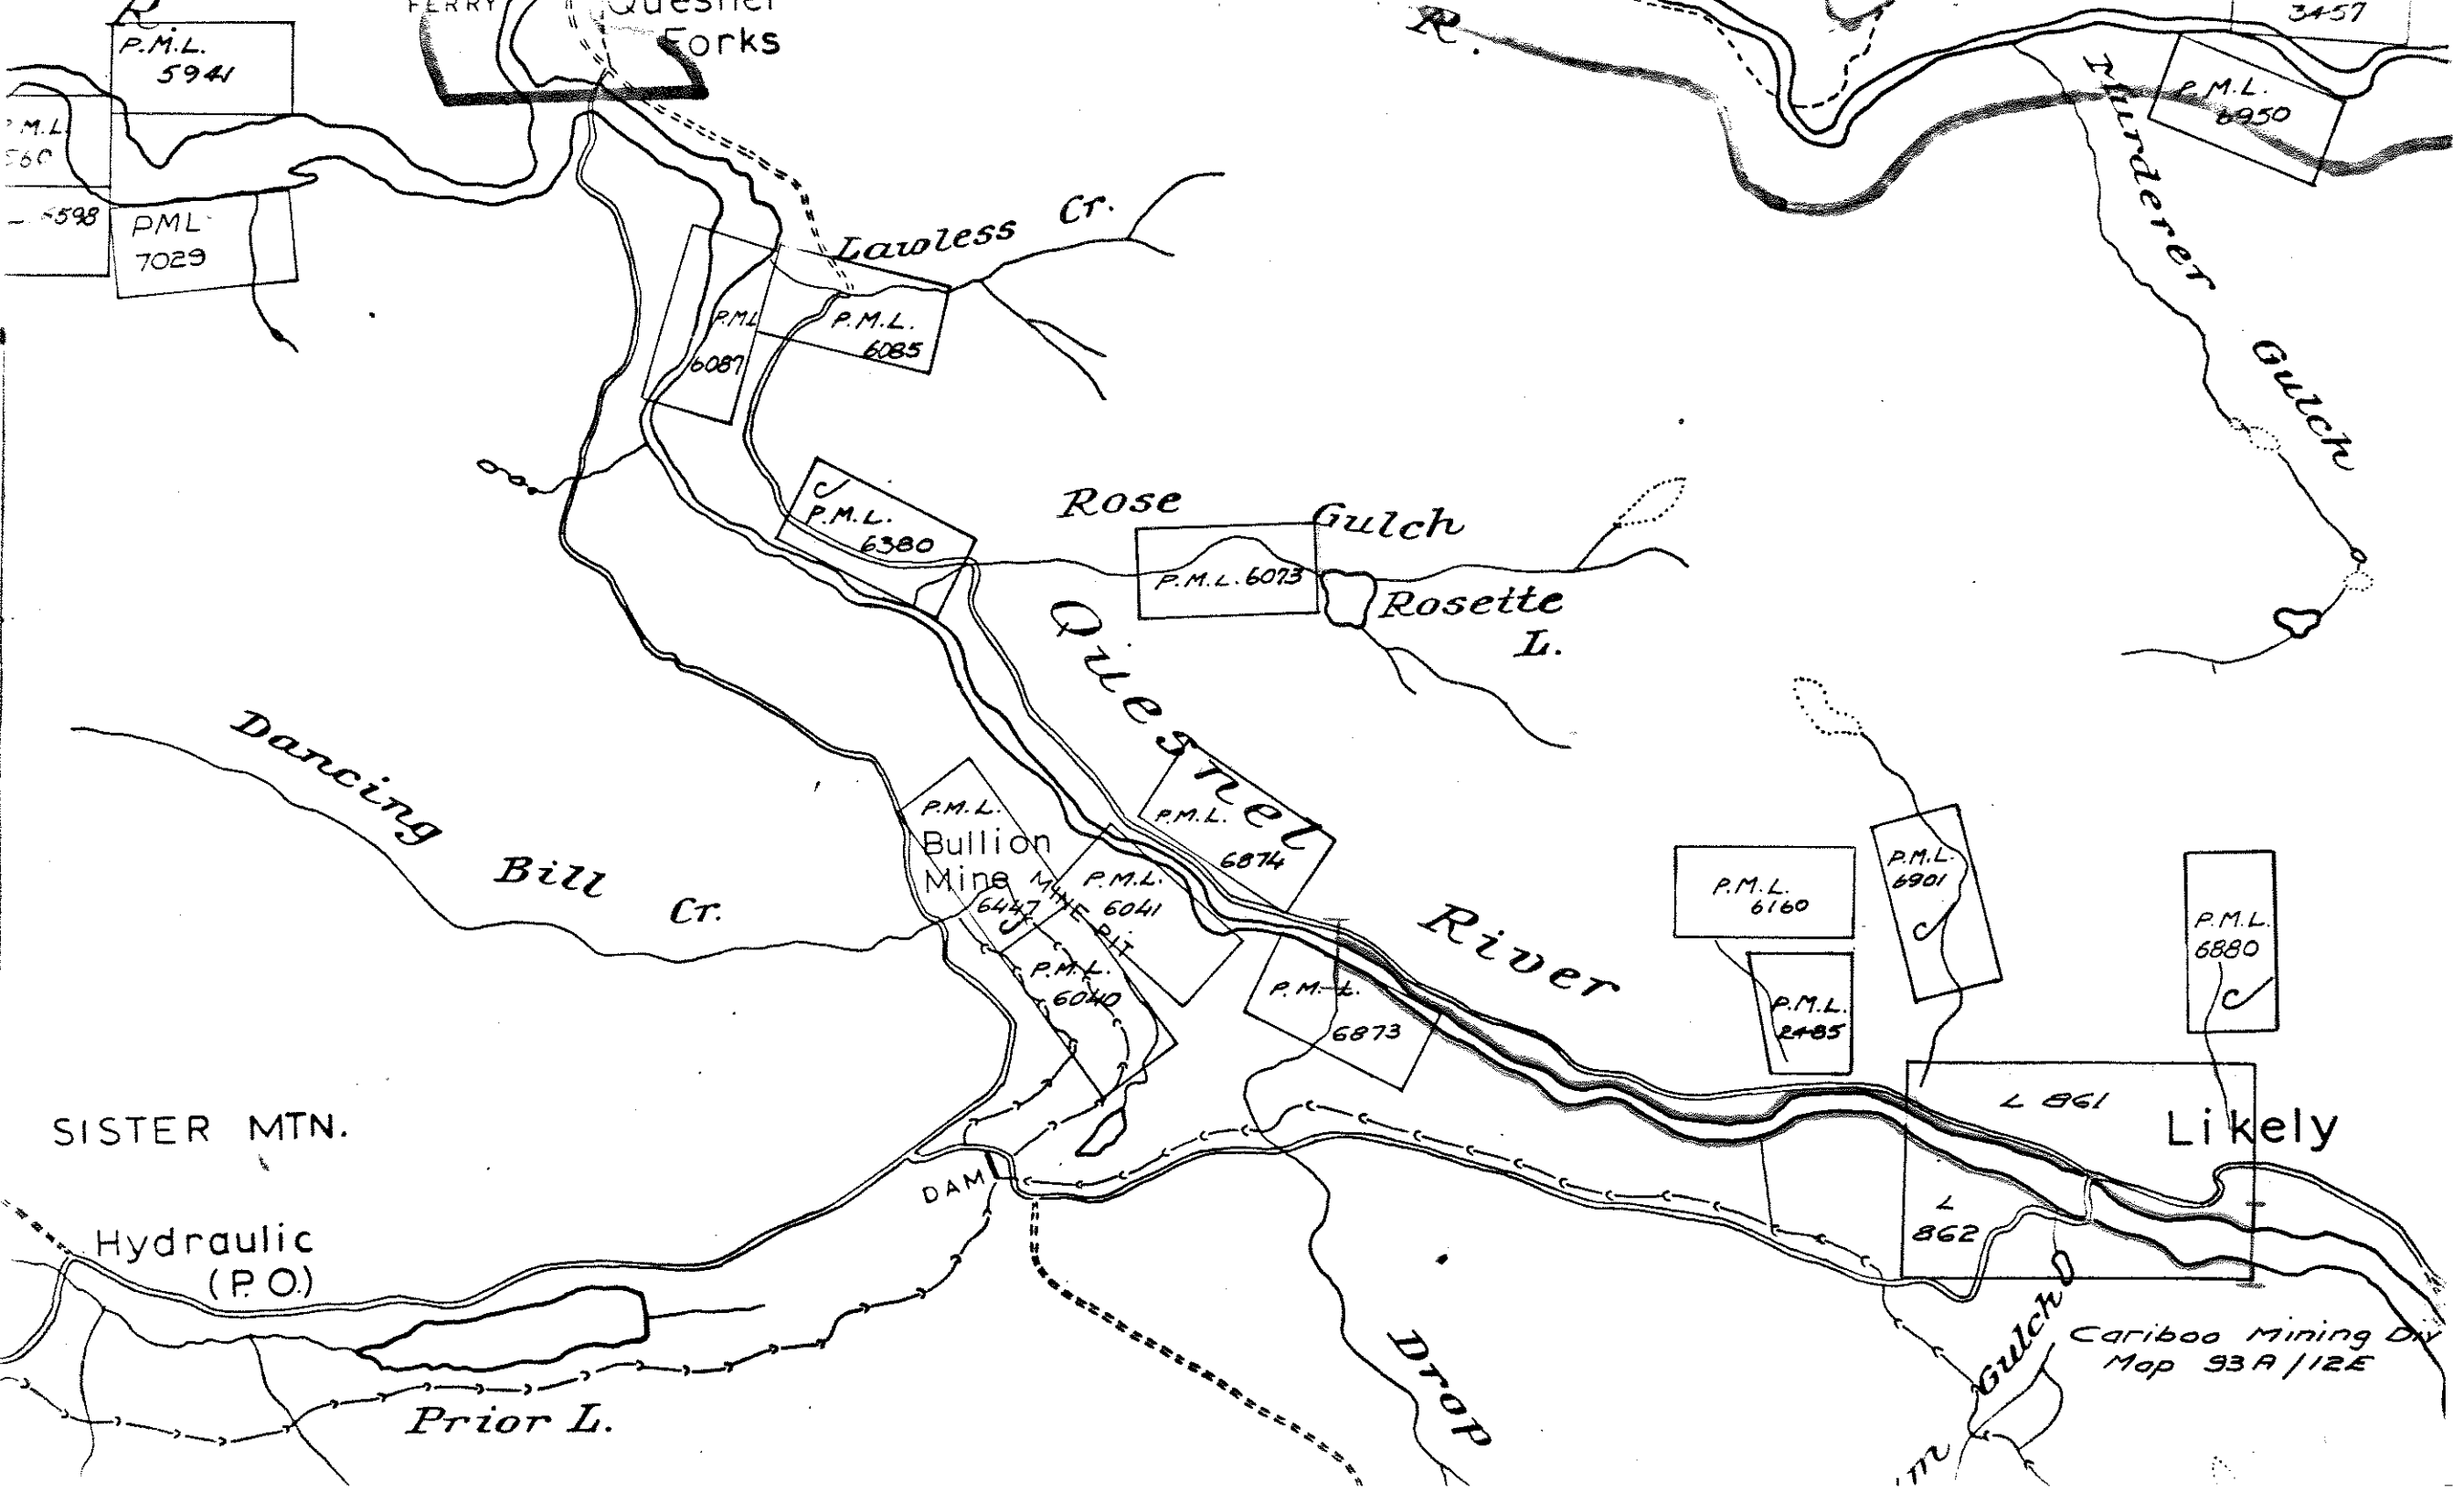 R.
P.M.L.
5941
FERRY
Quesnel
Forks
R.
3457
P.M.L.
6950
Murderer
Gulch
P.M.L.
6598
PML
7029
Lawless Cr.
P.M.L
6087
P.M.L.
6085
P.M.L.
6380
Rose Gulch
P.M.L. 6073
Rosette
L.
Quesnel
River
Dancing Bill Cr.
P.M.L.
Bullion
Mine
6447
MINE PIT
P.M.L.
6041
P.M.L.
6040
P.M.L.
6874
P.M.L.
6873
P.M.L.
6160
P.M.L.
2485
P.M.L.
6901
P.M.L.
6880
L 861
Likely
L
862
SISTER MTN.
DAM
Hydraulic
(P.O.)
Prior L.
Drop
Gulch
Cariboo Mining Div
Map 93A/12E